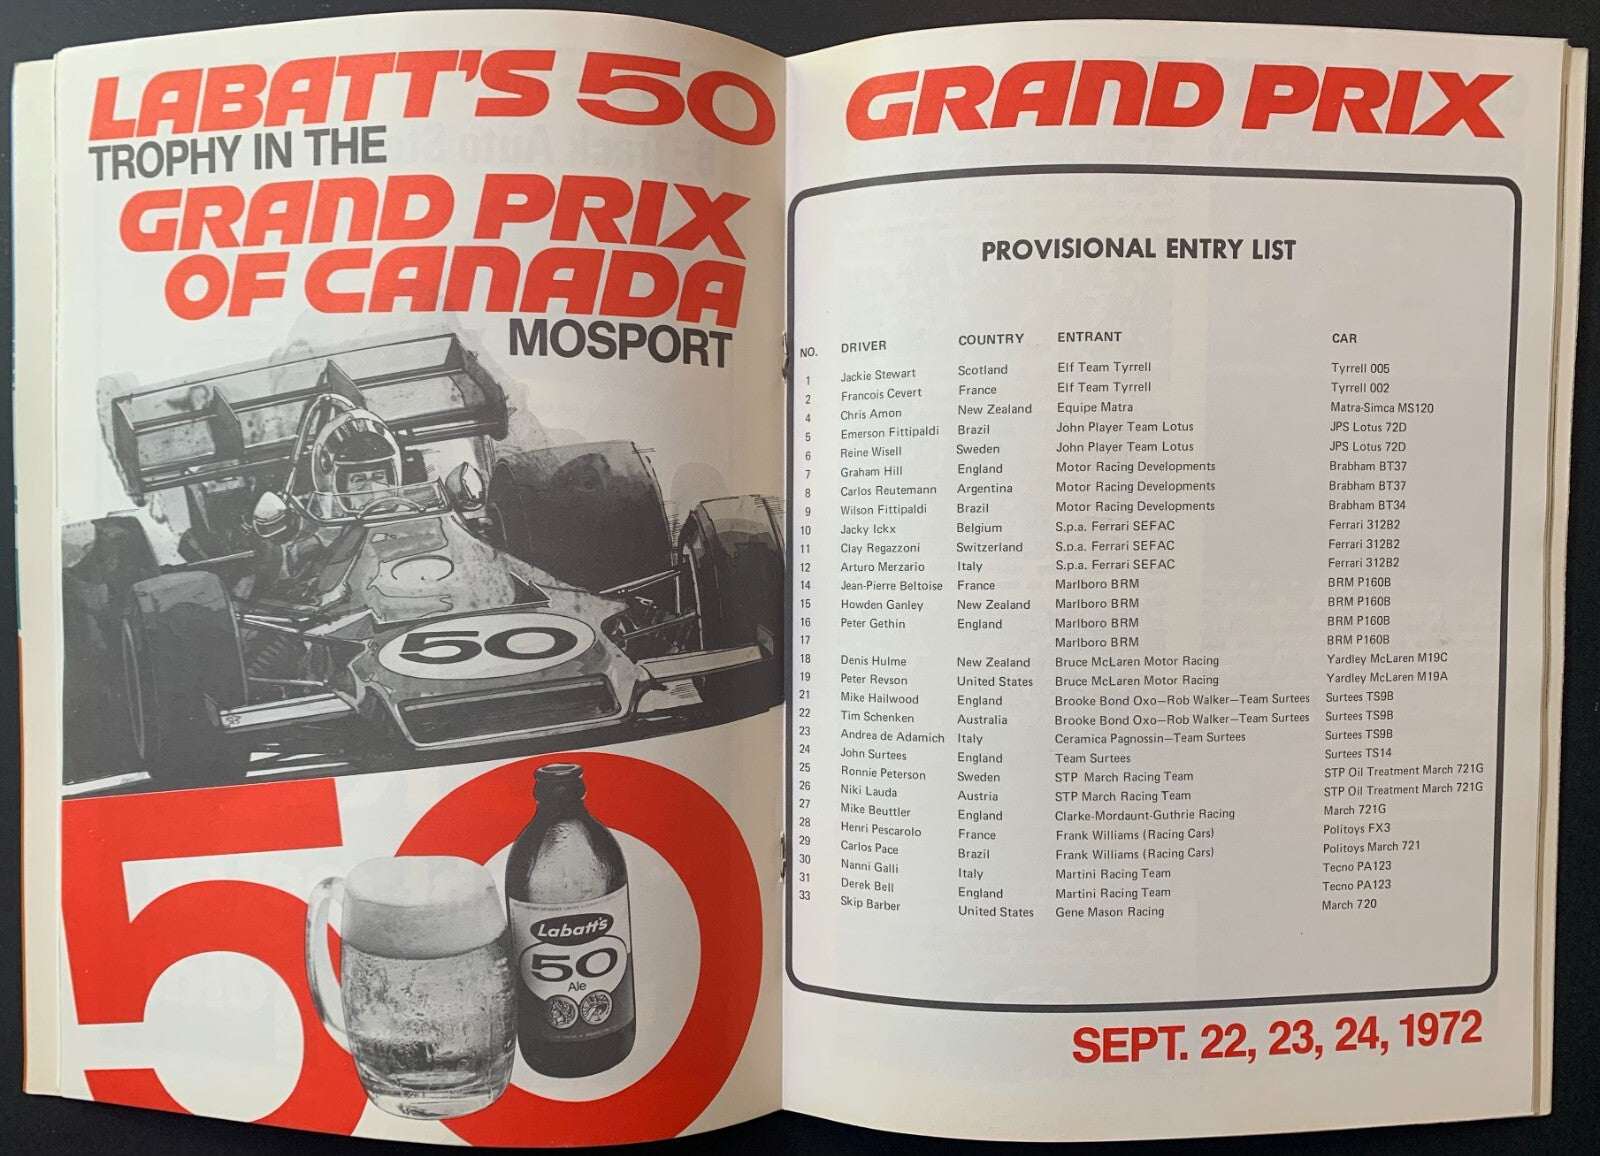 LABATT'S 50
TROPHY IN THE
GRAND PRIX
OF CANADA
MOSPORT
50
50
Labatt's
50
Ale
GRAND PRIX
PROVISIONAL ENTRY LIST
NO. DRIVER COUNTRY ENTRANT CAR
1 Jackie Stewart Scotland Elf Team Tyrrell Tyrrell 005
2 Francois Cevert France Elf Team Tyrrell Tyrrell 002
4 Chris Amon New Zealand Equipe Matra Matra-Simca MS120
5 Emerson Fittipaldi Brazil John Player Team Lotus JPS Lotus 72D
6 Reine Wisell Sweden John Player Team Lotus JPS Lotus 72D
7 Graham Hill England Motor Racing Developments Brabham BT37
8 Carlos Reutemann Argentina Motor Racing Developments Brabham BT37
9 Wilson Fittipaldi Brazil Motor Racing Developments Brabham BT34
10 Jacky Ickx Belgium S.p.a. Ferrari SEFAC Ferrari 312B2
11 Clay Regazzoni Switzerland S.p.a. Ferrari SEFAC Ferrari 312B2
12 Arturo Merzario Italy S.p.a. Ferrari SEFAC Ferrari 312B2
14 Jean-Pierre Beltoise France Marlboro BRM BRM P160B
15 Howden Ganley New Zealand Marlboro BRM BRM P160B
16 Peter Gethin England Marlboro BRM BRM P160B
17 Marlboro BRM BRM P160B
18 Denis Hulme New Zealand Bruce McLaren Motor Racing Yardley McLaren M19C
19 Peter Revson United States Bruce McLaren Motor Racing Yardley McLaren M19A
21 Mike Hailwood England Brooke Bond Oxo—Rob Walker—Team Surtees Surtees TS9B
22 Tim Schenken Australia Brooke Bond Oxo—Rob Walker—Team Surtees Surtees TS9B
23 Andrea de Adamich Italy Ceramica Pagnossin—Team Surtees Surtees TS9B
24 John Surtees England Team Surtees Surtees TS14
25 Ronnie Peterson Sweden STP March Racing Team STP Oil Treatment March 721G
26 Niki Lauda Austria STP March Racing Team STP Oil Treatment March 721G
27 Mike Beuttler England Clarke-Mordaunt-Guthrie Racing March 721G
28 Henri Pescarolo France Frank Williams (Racing Cars) Politoys FX3
29 Carlos Pace Brazil Frank Williams (Racing Cars) Politoys March 721
30 Nanni Galli Italy Martini Racing Team Tecno PA123
31 Derek Bell England Martini Racing Team Tecno PA123
33 Skip Barber United States Gene Mason Racing March 720
SEPT. 22, 23, 24, 1972